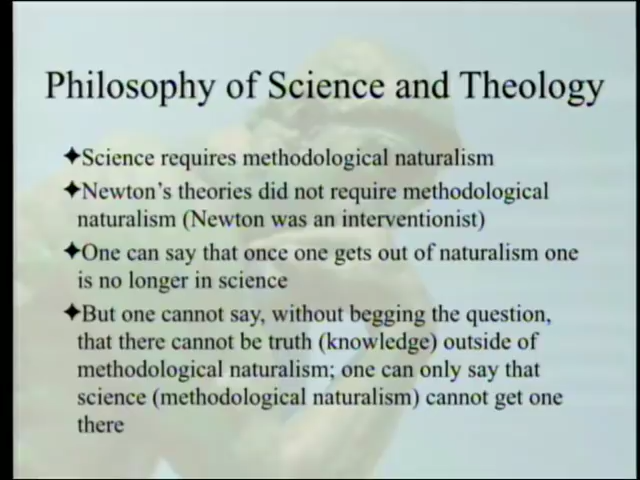 Philosophy of Science and Theology
✦Science requires methodological naturalism
✦Newton's theories did not require methodological
naturalism (Newton was an interventionist)
✦One can say that once one gets out of naturalism one
is no longer in science
✦But one cannot say, without begging the question,
that there cannot be truth (knowledge) outside of
methodological naturalism; one can only say that
science (methodological naturalism) cannot get one
there